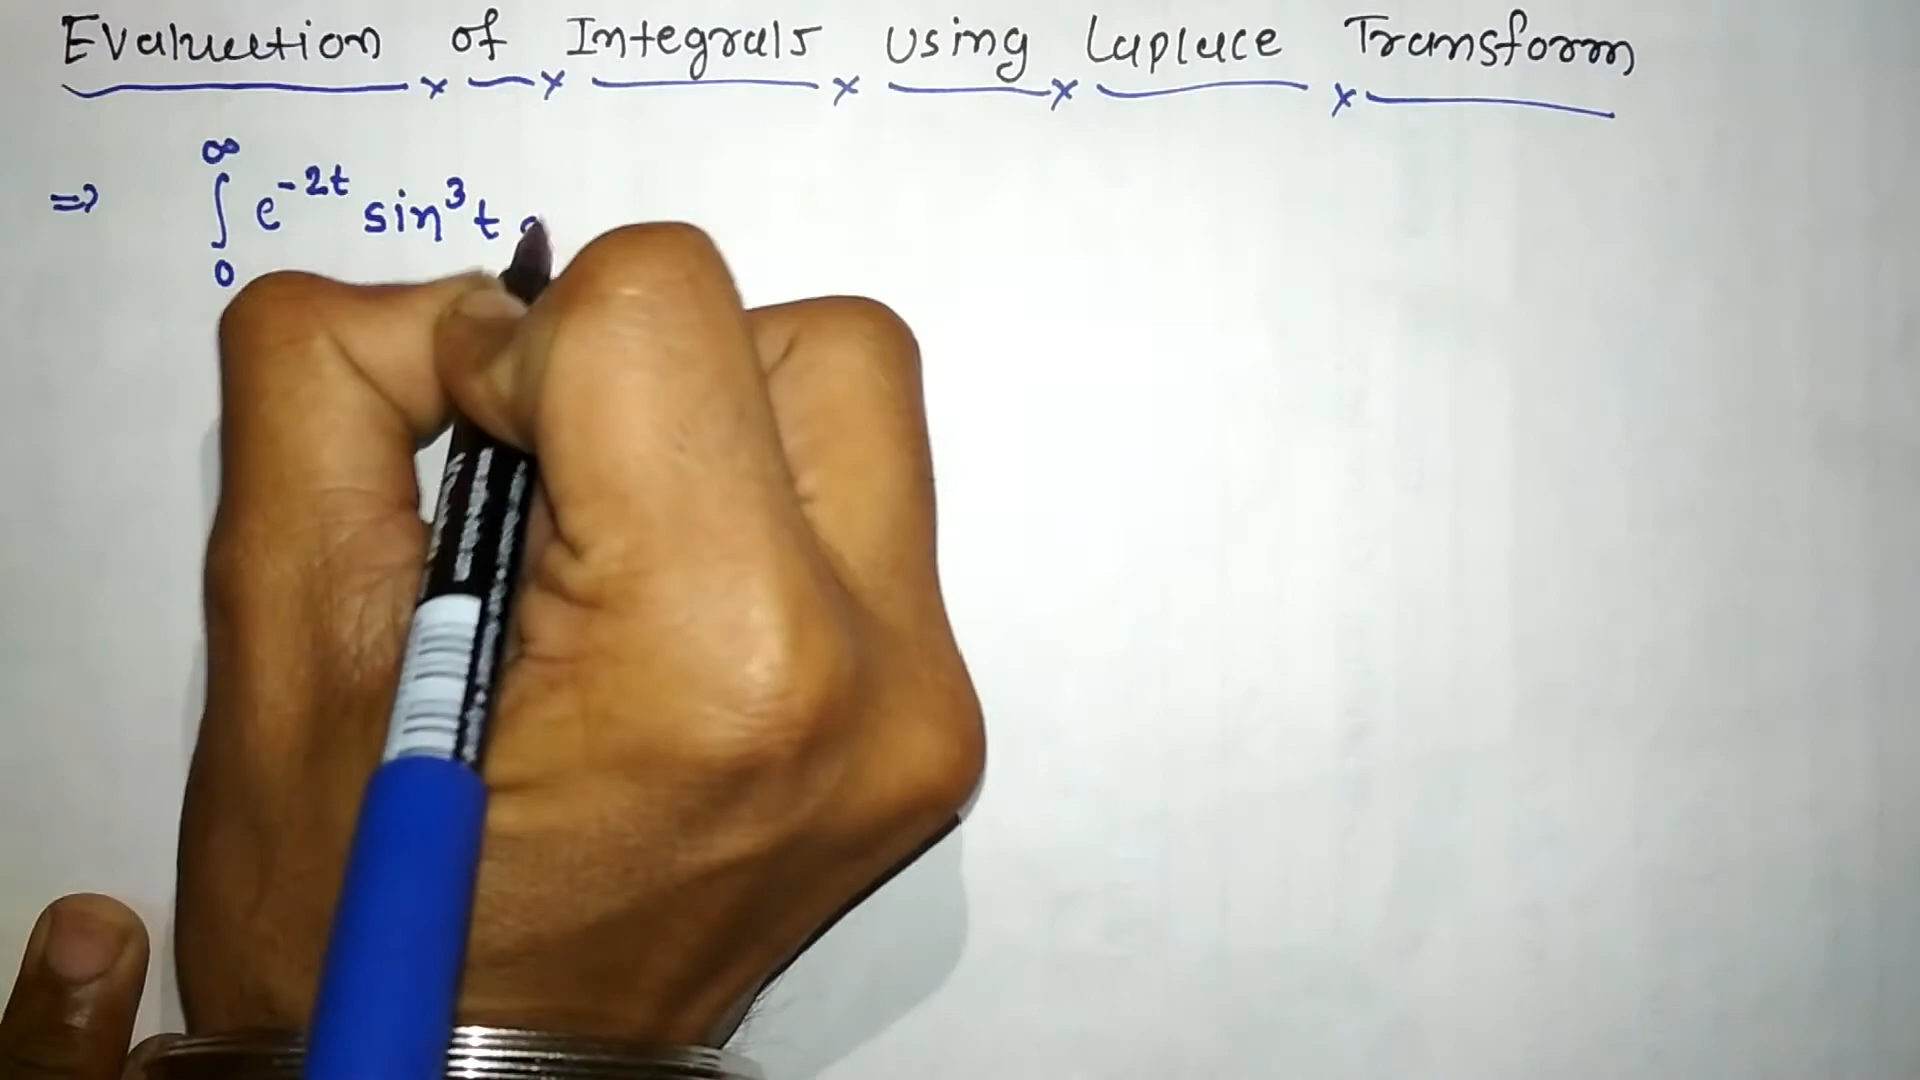 Evaluation of Integrals Using Laplace Transform
⇒ ∫₀^∞ e^{-2t} sin³t